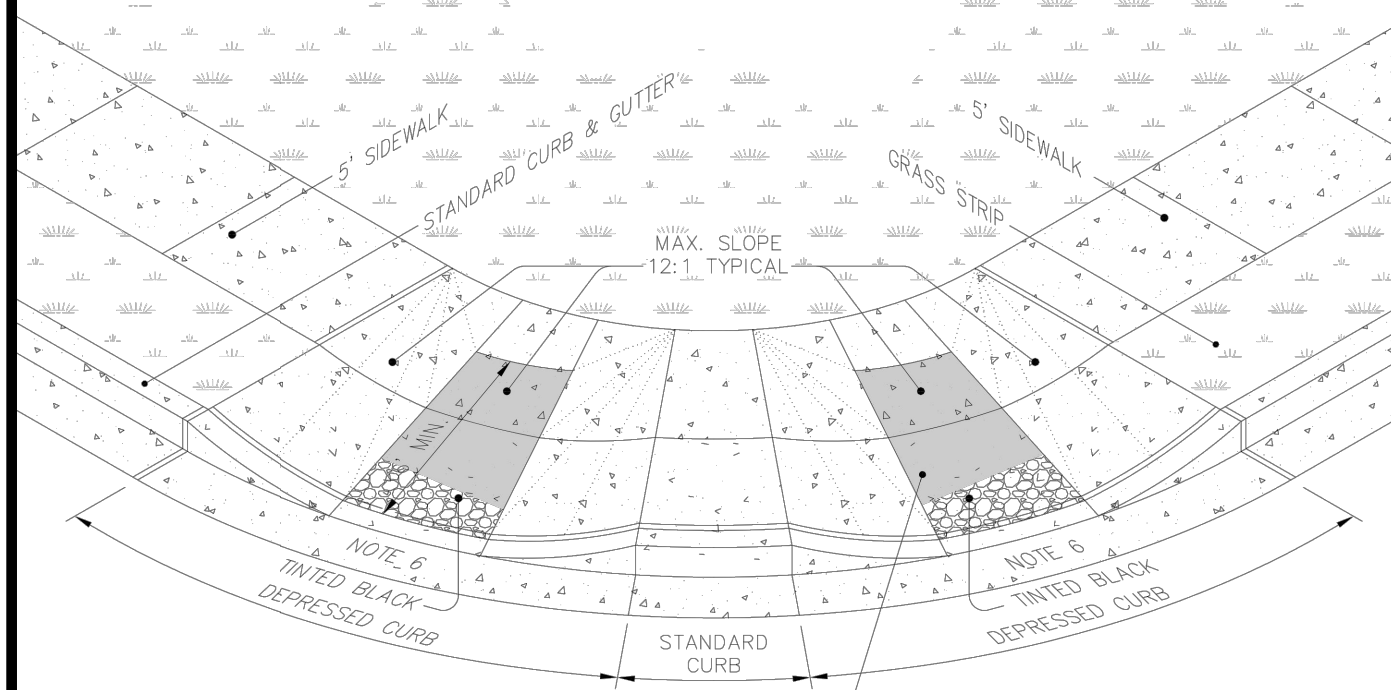 5' SIDEWALK
STANDARD CURB & GUTTER
5' SIDEWALK
GRASS STRIP
MAX. SLOPE
12:1 TYPICAL
MIN.
NOTE 6
TINTED BLACK
DEPRESSED CURB
STANDARD
CURB
NOTE 6
TINTED BLACK
DEPRESSED CURB